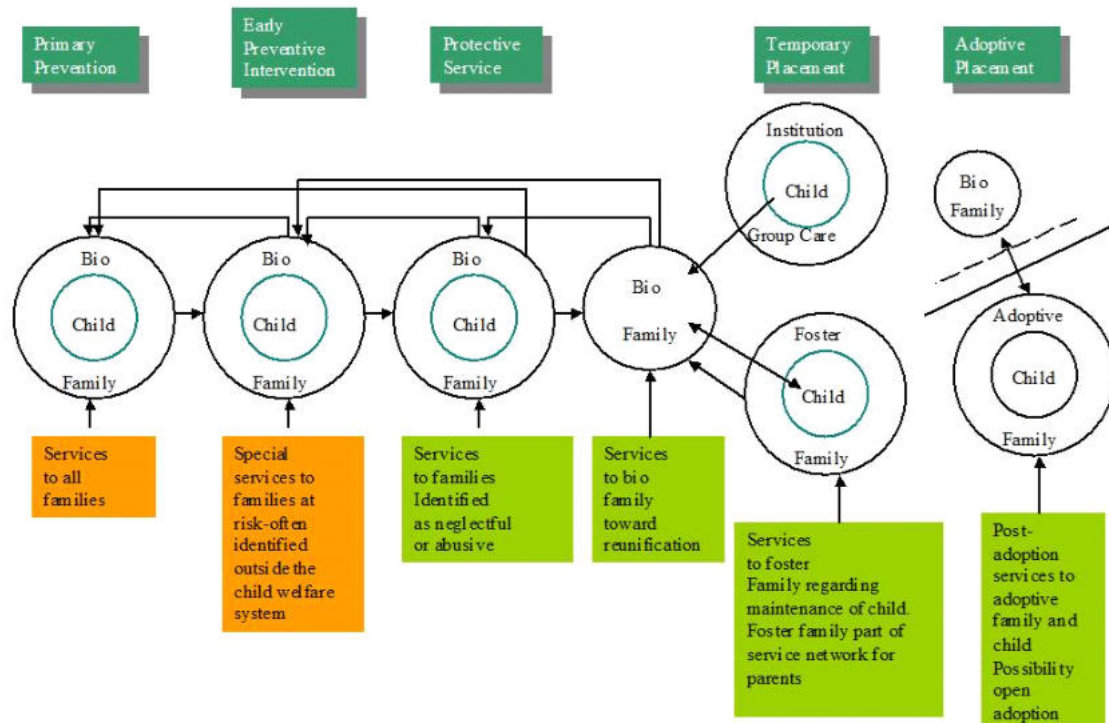 Primary
Prevention
Early
Preventive
Intervention
Protective
Service
Temporary
Placement
Adoptive
Placement
Bio
Child
Family
Bio
Child
Family
Bio
Child
Family
Bio
Family
Institution
Child
Group Care
Foster
Child
Family
Bio
Family
Adoptive
Child
Family
Services
to all
families
Special
services to
families at
risk-often
identified
outside the
child welfare
system
Services
to families
Identified
as neglectful
or abusive
Services
to bio
family
toward
reunification
Services
to foster
Family regarding
maintenance of child.
Foster family part of
service network for
parents
Post-
adoption
services to
adoptive
family and
child
Possibility
open
adoption